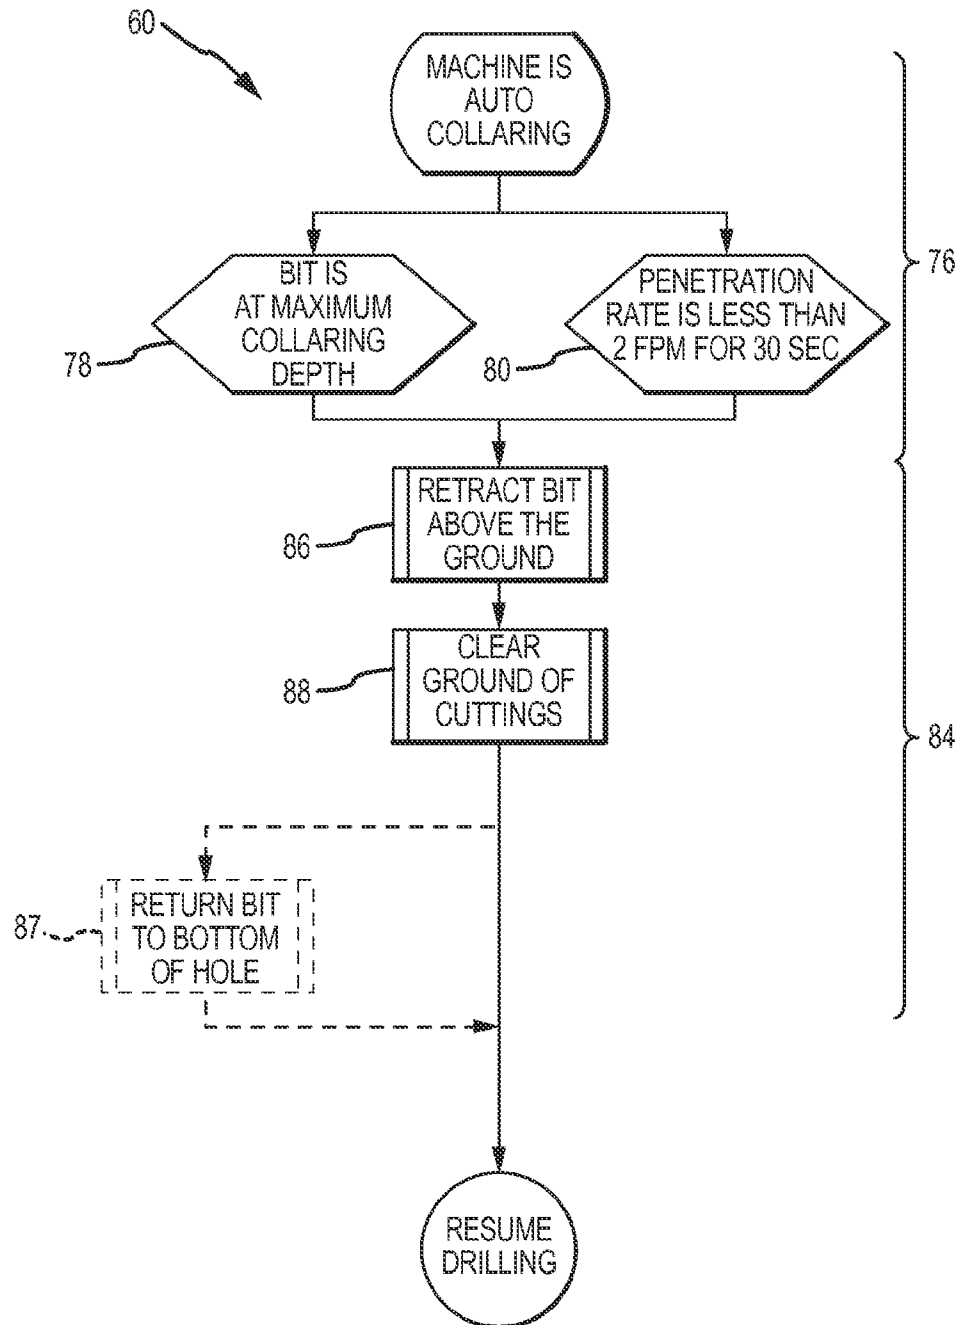 60
MACHINE IS
AUTO
COLLARING
76
BIT IS
AT MAXIMUM
COLLARING
DEPTH
78
PENETRATION
RATE IS LESS THAN
2 FPM FOR 30 SEC
80
RETRACT BIT
ABOVE THE
GROUND
86
CLEAR
GROUND OF
CUTTINGS
88
84
RETURN BIT
TO BOTTOM
OF HOLE
87
RESUME
DRILLING